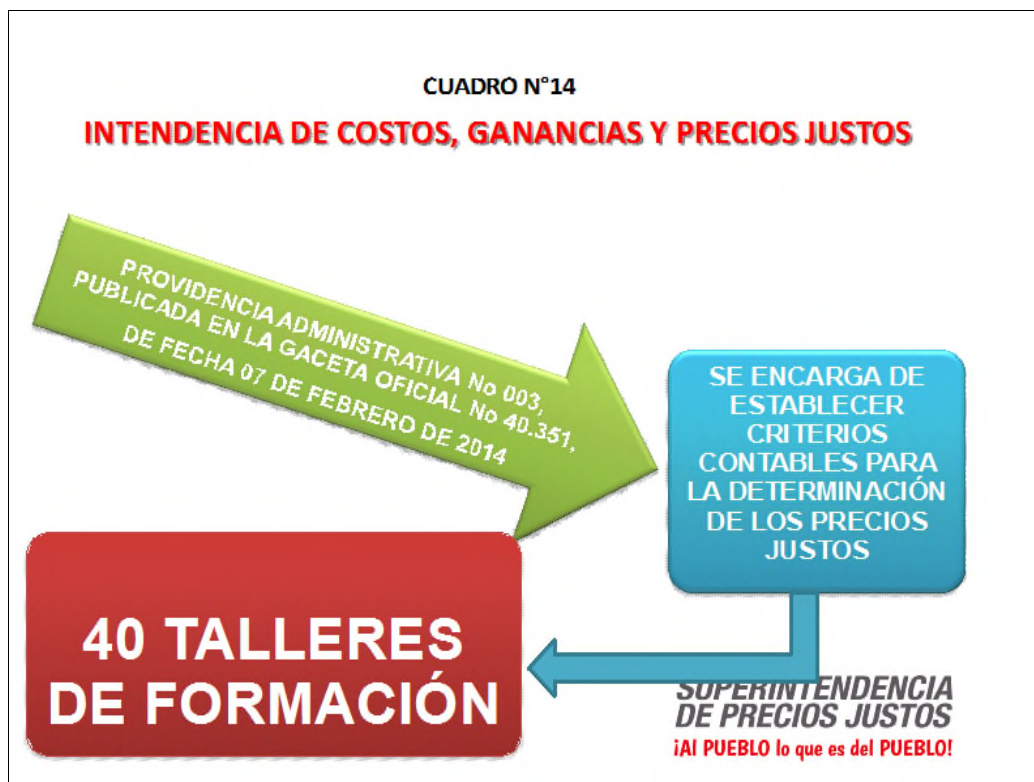 CUADRO N°14
INTENDENCIA DE COSTOS, GANANCIAS Y PRECIOS JUSTOS
PROVIDENCIA ADMINISTRATIVA No 003,
PUBLICADA EN LA GACETA OFICIAL No 40.351,
DE FECHA 07 DE FEBRERO DE 2014
SE ENCARGA DE
ESTABLECER
CRITERIOS
CONTABLES PARA
LA DETERMINACIÓN
DE LOS PRECIOS
JUSTOS
40 TALLERES
DE FORMACIÓN
SUPERINTENDENCIA
DE PRECIOS JUSTOS
¡Al PUEBLO lo que es del PUEBLO!